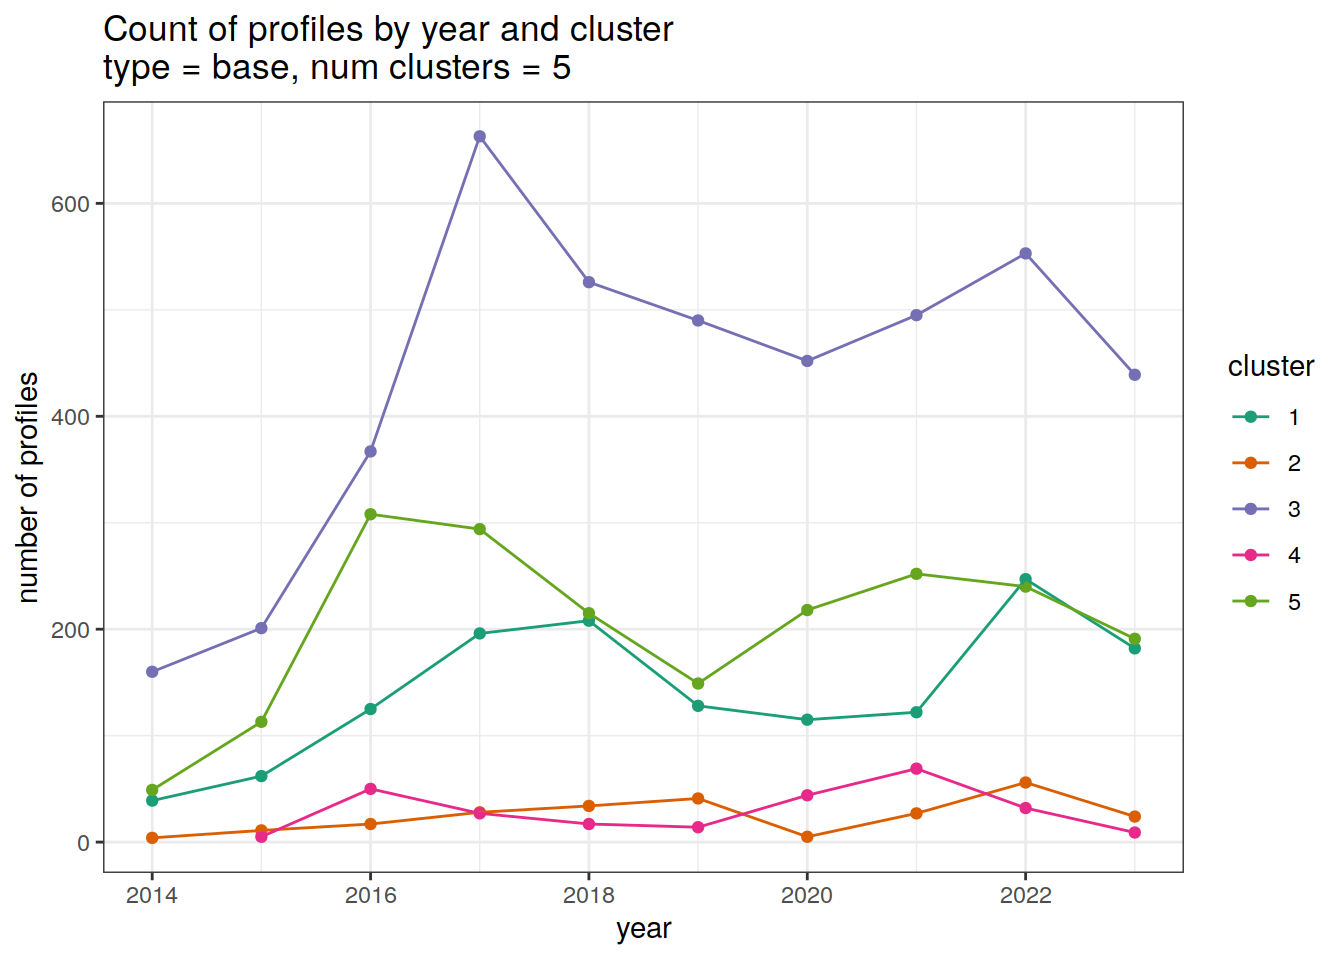 Count of profiles by year and cluster
type = base, num clusters = 5
600
400
200
0
number of profiles
2014 2016 2018 2020 2022
year
cluster
1
2
3
4
5